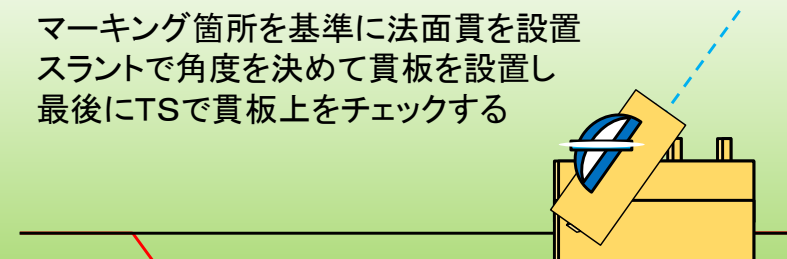 マーキング箇所を基準に法面貫を設置
スラントで角度を決めて貫板を設置し
最後にTSで貫板上をチェックする